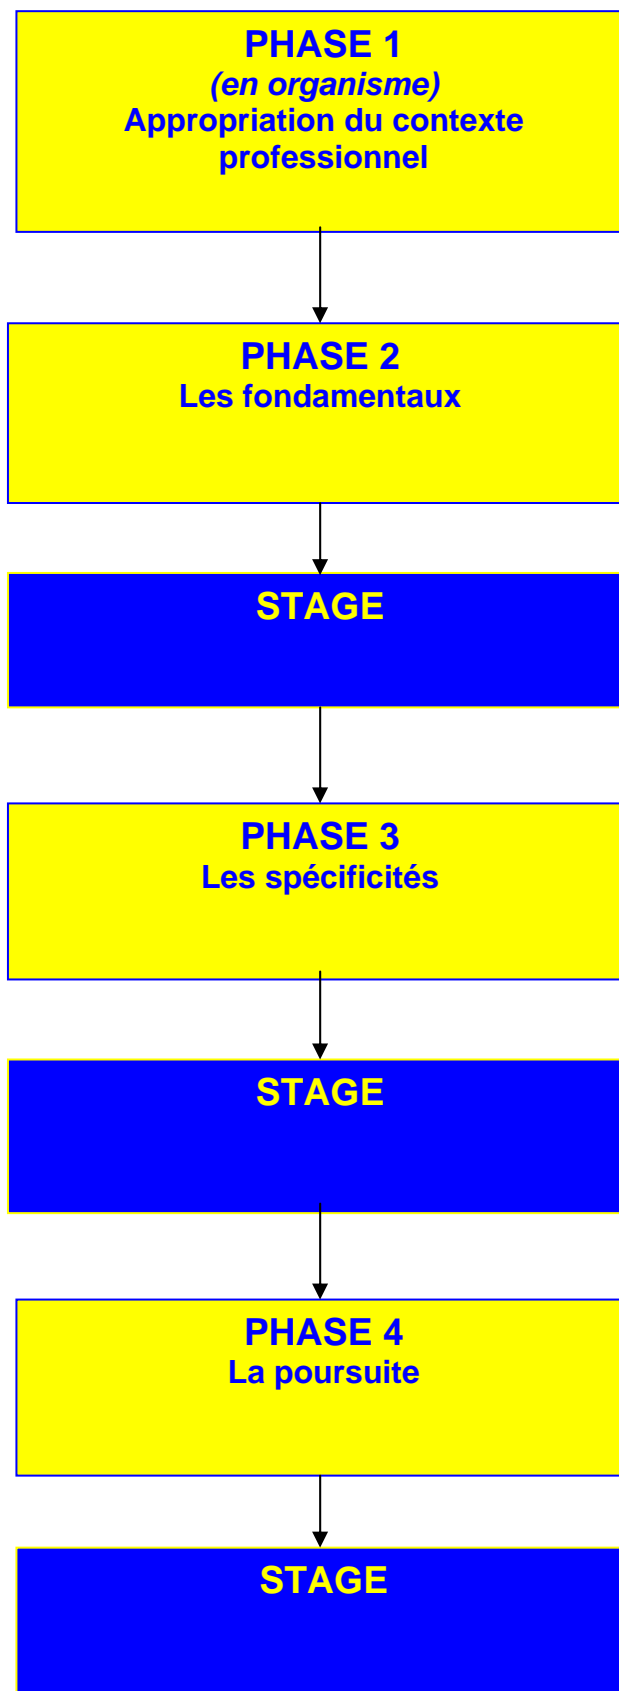 PHASE 1
(en organisme)
Appropriation du contexte
professionnel
PHASE 2
Les fondamentaux
STAGE
PHASE 3
Les spécificités
STAGE
PHASE 4
La poursuite
STAGE